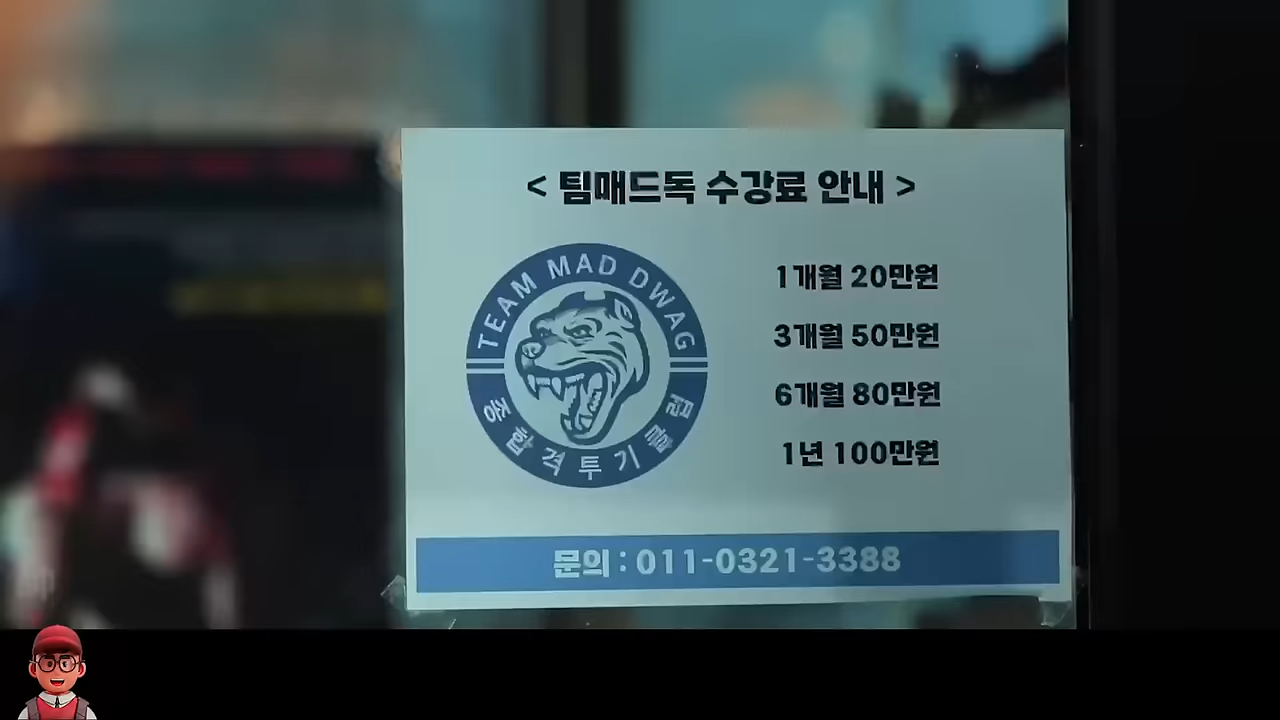 < 팀매드독 수강료 안내 >
TEAM MAD DWAG
종합격투기클럽
1개월 20만원
3개월 50만원
6개월 80만원
1년 100만원
문의 : 011-0321-3388